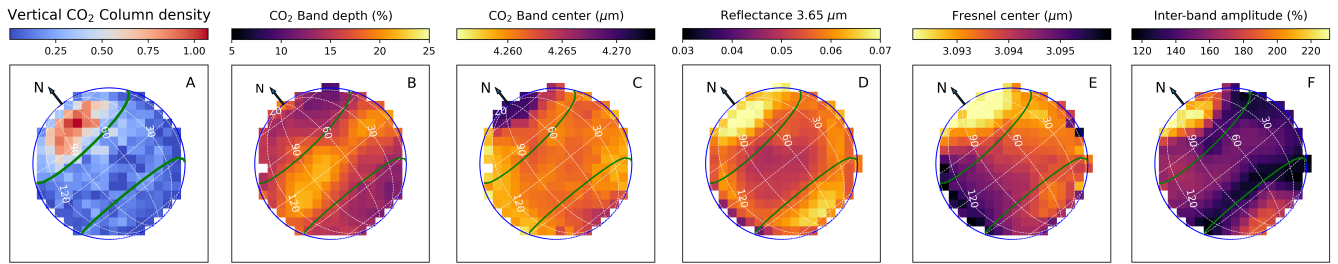 Vertical CO₂ Column density
0.25 0.50 0.75 1.00
N A
60
30
90
120
CO₂ Band depth (%)
5 10 15 20 25
N B
60
30
90
120
CO₂ Band center (μm)
4.260 4.265 4.270
N C
60
30
90
120
Reflectance 3.65 μm
0.03 0.04 0.05 0.06 0.07
N D
60
30
90
120
Fresnel center (μm)
3.093 3.094 3.095
N E
60
30
90
120
Inter-band amplitude (%)
120 140 160 180 200 220
N F
60
30
90
120